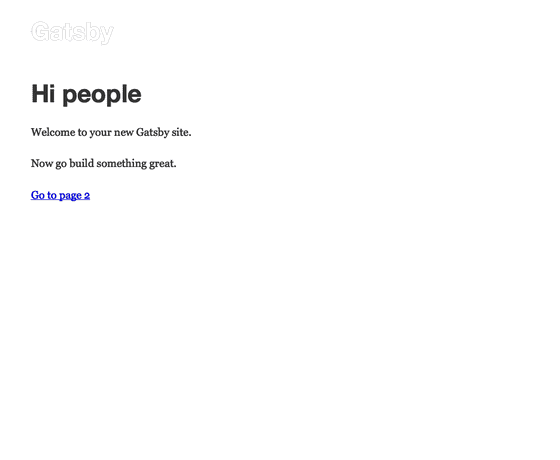 Gatsby
Hi people
Welcome to your new Gatsby site.
Now go build something great.
Go to page 2